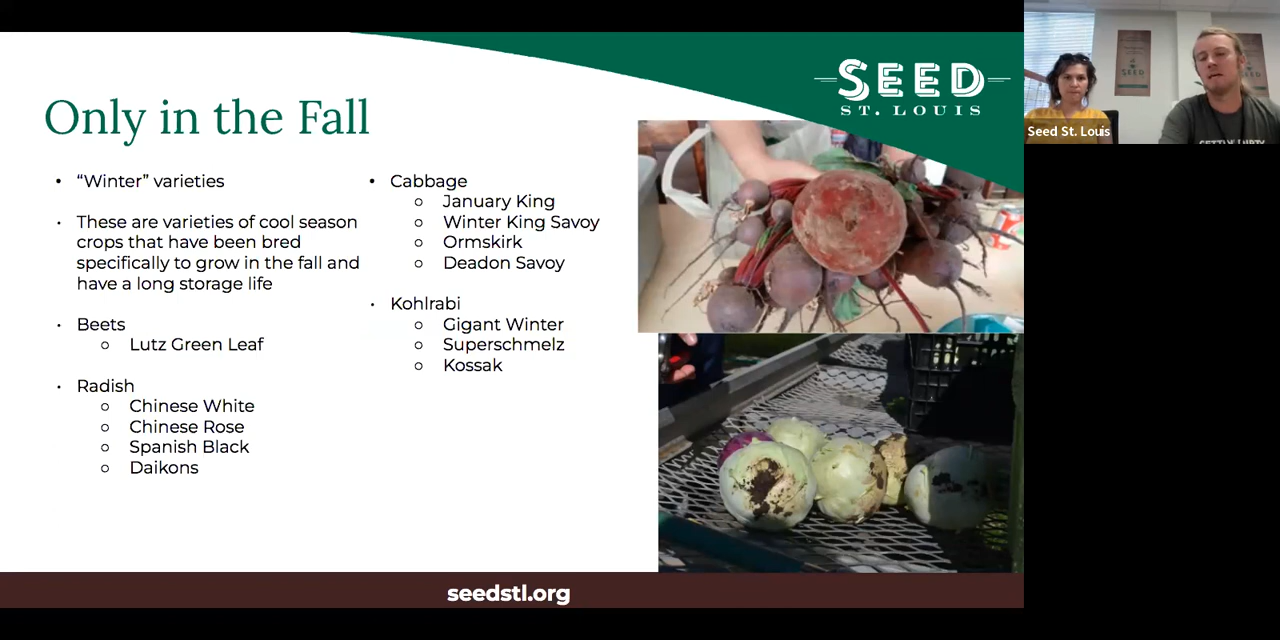 Only in the Fall
SEED
ST. LOUIS
• “Winter” varieties
• These are varieties of cool season
crops that have been bred
specifically to grow in the fall and
have a long storage life
• Beets
○ Lutz Green Leaf
• Radish
○ Chinese White
○ Chinese Rose
○ Spanish Black
○ Daikons
• Cabbage
○ January King
○ Winter King Savoy
○ Ormskirk
○ Deadon Savoy
• Kohlrabi
○ Gigant Winter
○ Superschmelz
○ Kossak
seedstl.org
SEED
Seed St. Louis